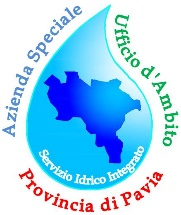 Azienda Speciale
Ufficio d'Ambito
Servizio Idrico Integrato
Provincia di Pavia